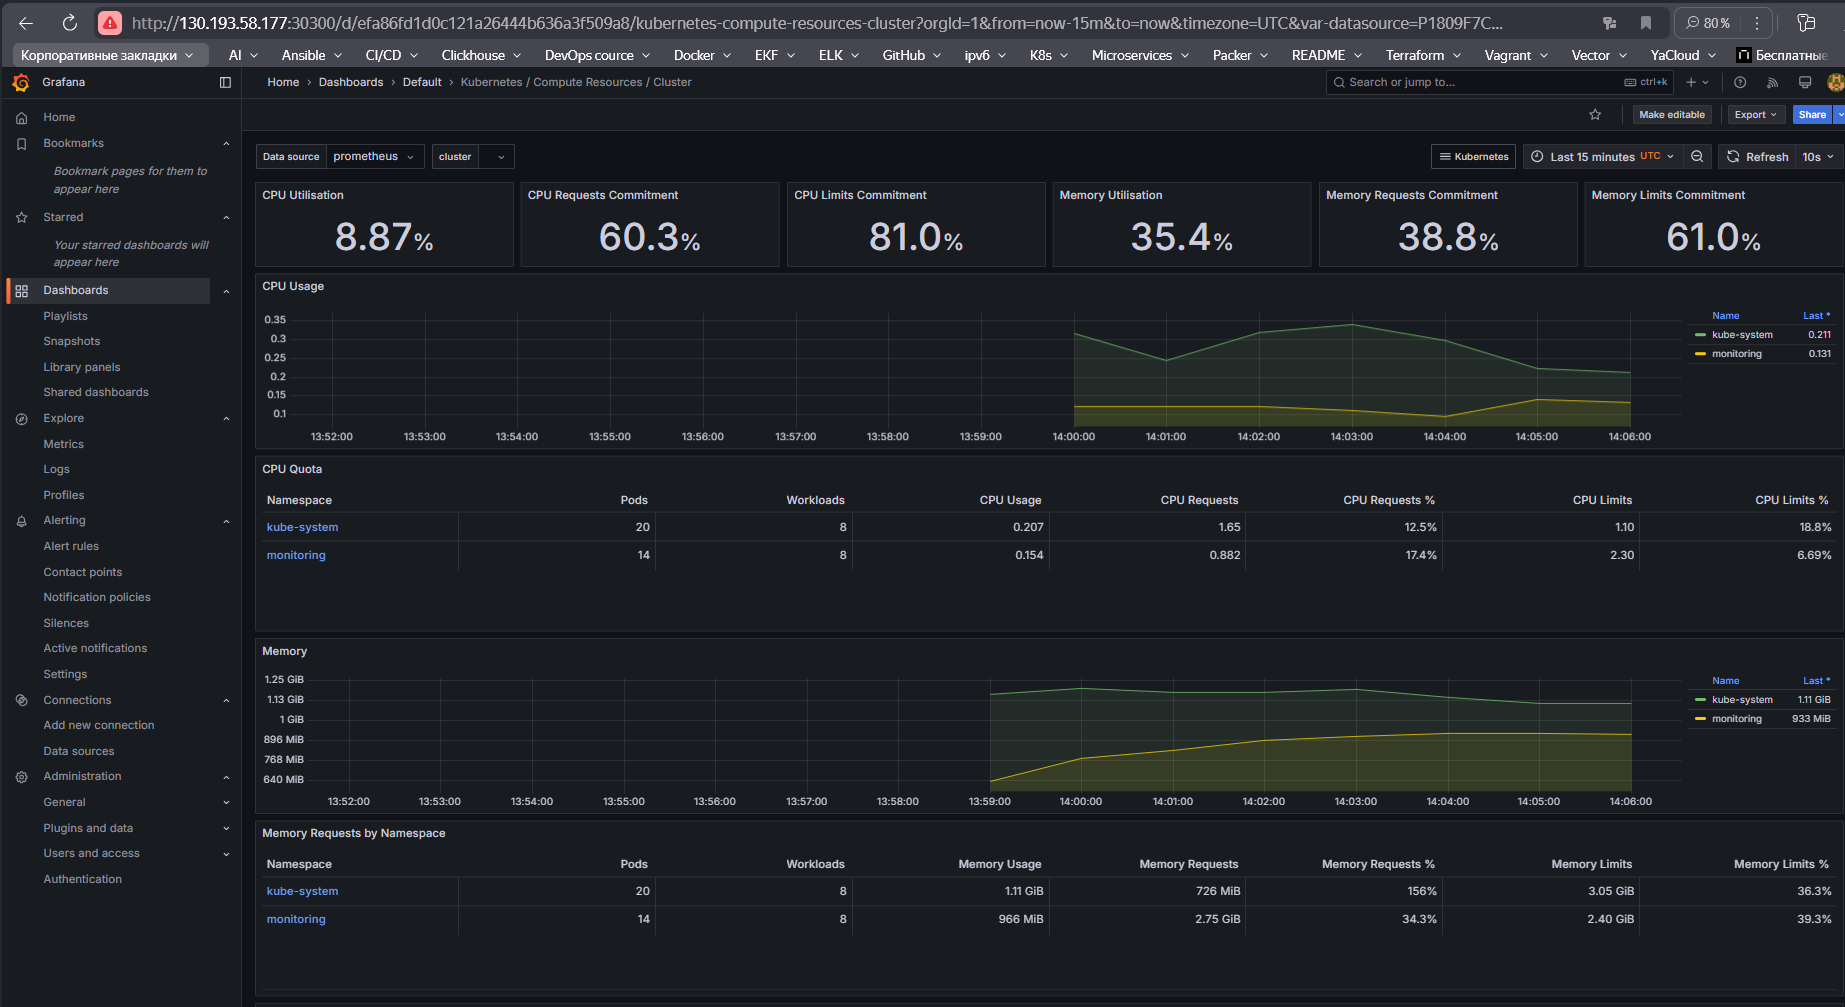 http://130.193.58.177:30300/d/efa86fd1d0c121a26444b636a3f509a8/kubernetes-compute-resources-cluster?orgId=1&from=now-15m&to=now&timezone=UTC&var-datasource=P1809F7C... 80%
Корпоративные закладки AI Ansible CI/CD Clickhouse DevOps cource Docker EKF ELK GitHub ipv6 K8s Microservices Packer README Terraform Vagrant Vector YaCloud Бесплатные
Grafana
Home › Dashboards › Default › Kubernetes / Compute Resources / Cluster
Search or jump to... ctrl+k
Make editable Export Share
Home
Bookmarks
Bookmark pages for them to
appear here
Starred
Your starred dashboards will
appear here
Dashboards
Playlists
Snapshots
Library panels
Shared dashboards
Explore
Metrics
Logs
Profiles
Alerting
Alert rules
Contact points
Notification policies
Silences
Active notifications
Settings
Connections
Add new connection
Data sources
Administration
General
Plugins and data
Users and access
Authentication
Data source prometheus cluster
Kubernetes Last 15 minutes UTC Refresh 10s
CPU Utilisation
8.87%
CPU Requests Commitment
60.3%
CPU Limits Commitment
81.0%
Memory Utilisation
35.4%
Memory Requests Commitment
38.8%
Memory Limits Commitment
61.0%
CPU Usage
0.35
0.3
0.25
0.2
0.15
0.1
13:52:00 13:53:00 13:54:00 13:55:00 13:56:00 13:57:00 13:58:00 13:59:00 14:00:00 14:01:00 14:02:00 14:03:00 14:04:00 14:05:00 14:06:00
Name Last *
kube-system 0.211
monitoring 0.131
CPU Quota
Namespace Pods Workloads CPU Usage CPU Requests CPU Requests % CPU Limits CPU Limits %
kube-system 20 8 0.207 1.65 12.5% 1.10 18.8%
monitoring 14 8 0.154 0.882 17.4% 2.30 6.69%
Memory
1.25 GiB
1.13 GiB
1 GiB
896 MiB
768 MiB
640 MiB
13:52:00 13:53:00 13:54:00 13:55:00 13:56:00 13:57:00 13:58:00 13:59:00 14:00:00 14:01:00 14:02:00 14:03:00 14:04:00 14:05:00 14:06:00
Name Last *
kube-system 1.11 GiB
monitoring 933 MiB
Memory Requests by Namespace
Namespace Pods Workloads Memory Usage Memory Requests Memory Requests % Memory Limits Memory Limits %
kube-system 20 8 1.11 GiB 726 MiB 156% 3.05 GiB 36.3%
monitoring 14 8 966 MiB 2.75 GiB 34.3% 2.40 GiB 39.3%